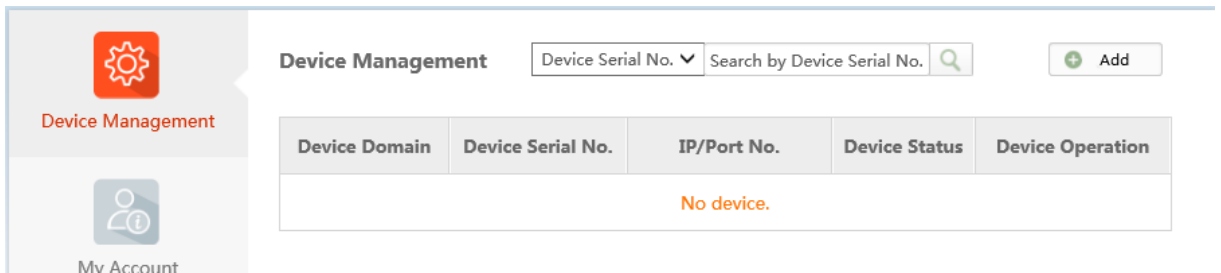 Device Management
Device Serial No. Search by Device Serial No. Add
Device Management
Device Domain Device Serial No. IP/Port No. Device Status Device Operation
No device.
My Account